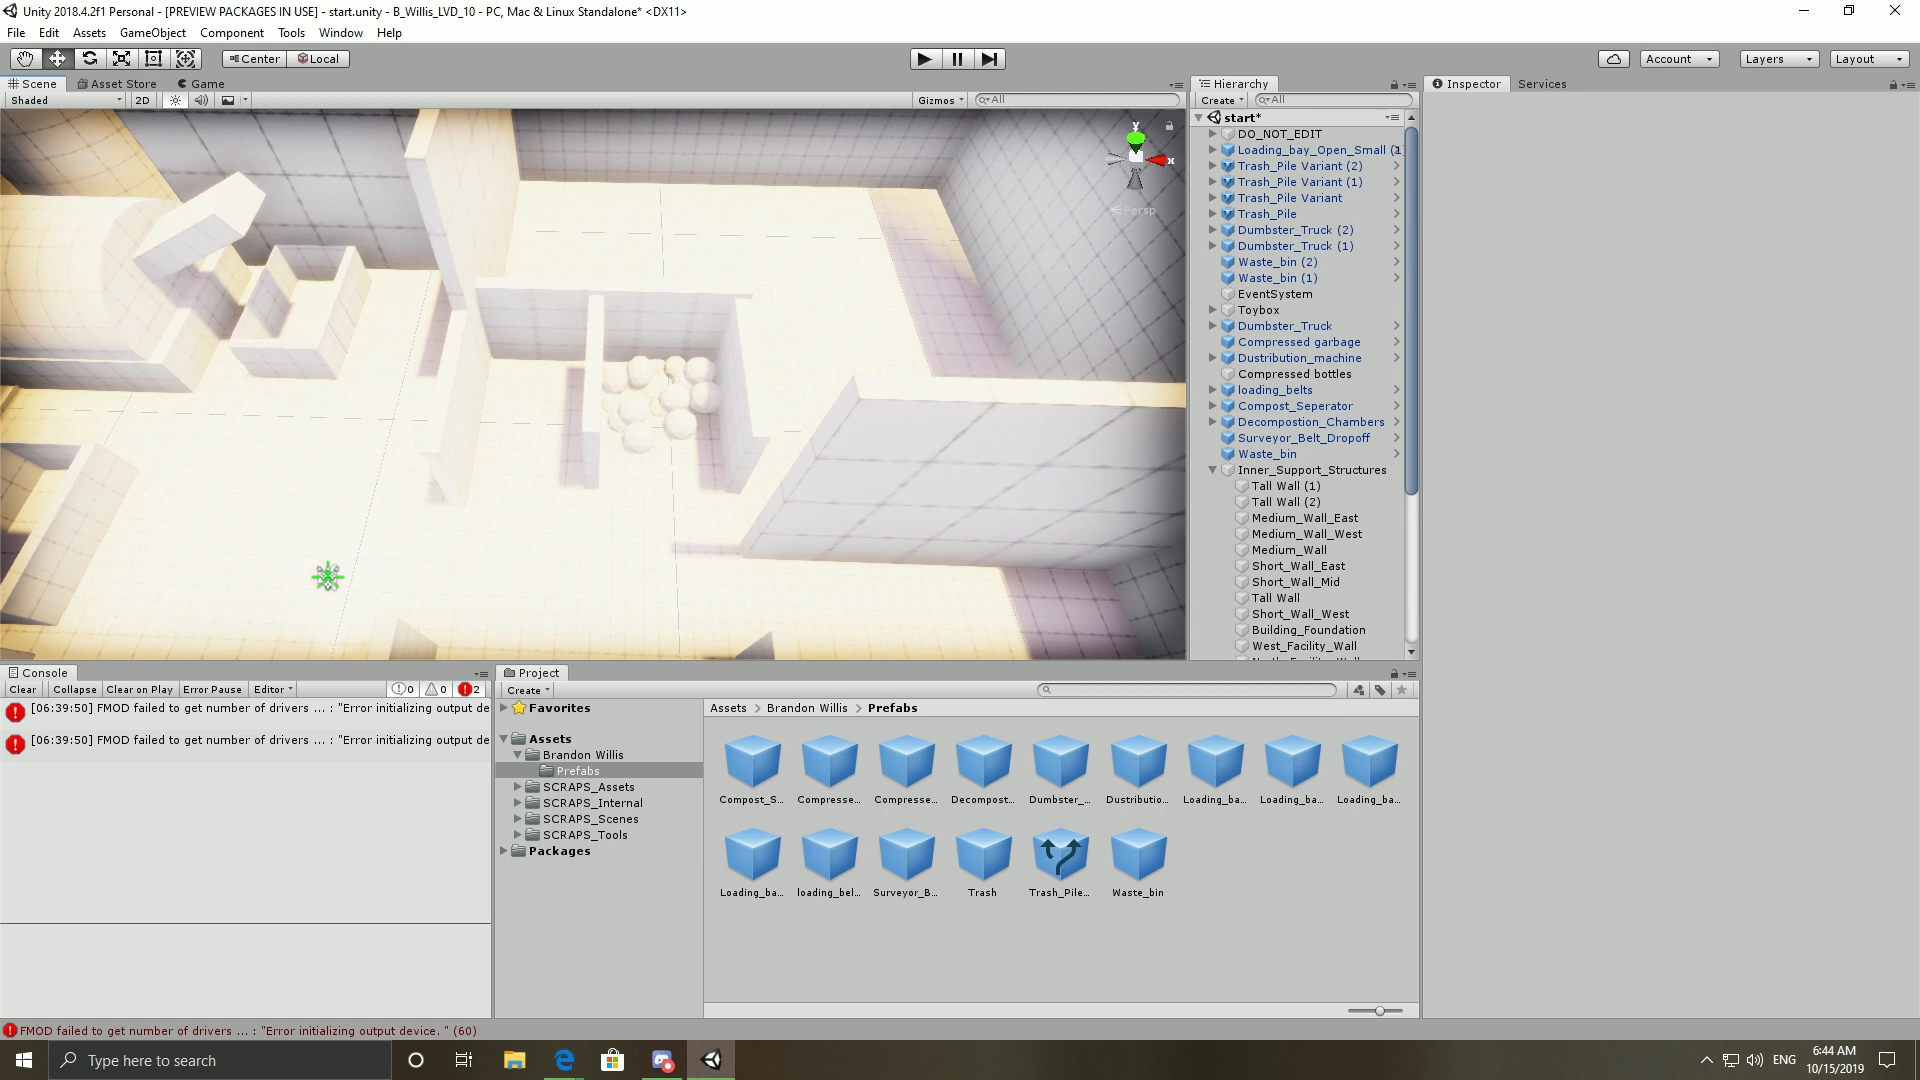 Unity 2018.4.2f1 Personal - [PREVIEW PACKAGES IN USE] - start.unity - B_Willis_LVD_10 - PC, Mac & Linux Standalone* <DX11>
File Edit Assets GameObject Component Tools Window Help
Center Local
Account Layers Layout
Scene Asset Store Game
Shaded 2D Gizmos All
y
x
Persp
Hierarchy
Create All
start*
DO_NOT_EDIT
Loading_bay_Open_Small (1
Trash_Pile Variant (2)
Trash_Pile Variant (1)
Trash_Pile Variant
Trash_Pile
Dumbster_Truck (2)
Dumbster_Truck (1)
Waste_bin (2)
Waste_bin (1)
EventSystem
Toybox
Dumbster_Truck
Compressed garbage
Dustribution_machine
Compressed bottles
loading_belts
Compost_Seperator
Decompostion_Chambers
Surveyor_Belt_Dropoff
Waste_bin
Inner_Support_Structures
Tall Wall (1)
Tall Wall (2)
Medium_Wall_East
Medium_Wall_West
Medium_Wall
Short_Wall_East
Short_Wall_Mid
Tall Wall
Short_Wall_West
Building_Foundation
West_Facility_Wall
Inspector Services
Console
Clear Collapse Clear on Play Error Pause Editor 0 0 2
[06:39:50] FMOD failed to get number of drivers ... : "Error initializing output de
[06:39:50] FMOD failed to get number of drivers ... : "Error initializing output de
Project
Create
Favorites
Assets
Brandon Willis
Prefabs
SCRAPS_Assets
SCRAPS_Internal
SCRAPS_Scenes
SCRAPS_Tools
Packages
Assets > Brandon Willis > Prefabs
Compost_S... Compresse... Compresse... Decompost... Dumbster_... Dustributio... Loading_ba... Loading_ba... Loading_ba...
Loading_ba... loading_bel... Surveyor_B... Trash Trash_Pile... Waste_bin
FMOD failed to get number of drivers ... : "Error initializing output device. " (60)
Type here to search
ENG
6:44 AM
10/15/2019